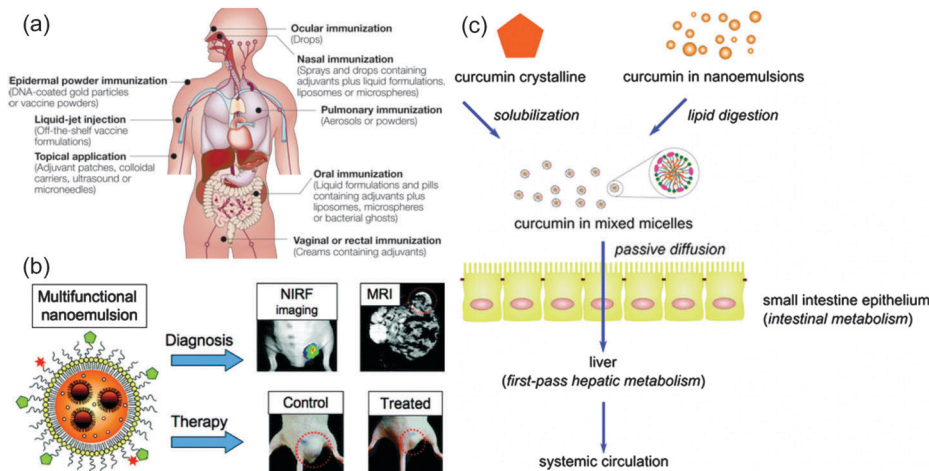 (a)
Ocular immunization
(Drops)
Nasal immunization
(Sprays and drops containing
adjuvants plus liquid formulations,
liposomes or microspheres)
Epidermal powder immunization
(DNA-coated gold particles
or vaccine powders)
Liquid-jet injection
(Off-the-shelf vaccine
formulations)
Topical application
(Adjuvant patches, colloidal
carriers, ultrasound or
microneedles)
Pulmonary immunization
(Aerosols or powders)
Oral immunization
(Liquid formulations and pills
containing adjuvants plus
liposomes, microspheres
or bacterial ghosts)
Vaginal or rectal immunization
(Creams containing adjuvants)
(b)
Multifunctional
nanoemulsion
Diagnosis
NIRF
imaging
MRI
Therapy
Control
Treated
(c)
curcumin crystalline
curcumin in nanoemulsions
solubilization
lipid digestion
curcumin in mixed micelles
passive diffusion
small intestine epithelium
(intestinal metabolism)
liver
(first-pass hepatic metabolism)
systemic circulation